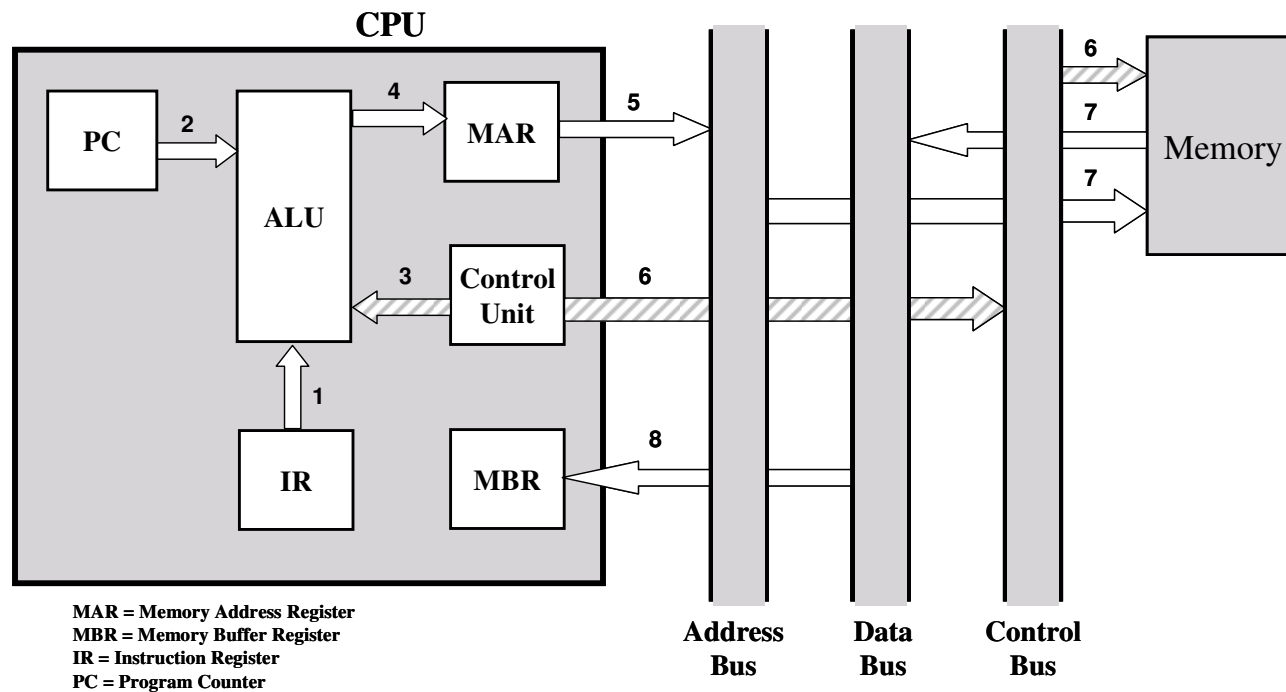 CPU
PC
2
ALU
4
MAR
5
6
7
7
Memory
3
Control
Unit
6
1
IR
MBR
8
MAR = Memory Address Register
MBR = Memory Buffer Register
IR = Instruction Register
PC = Program Counter
Address
Bus
Data
Bus
Control
Bus